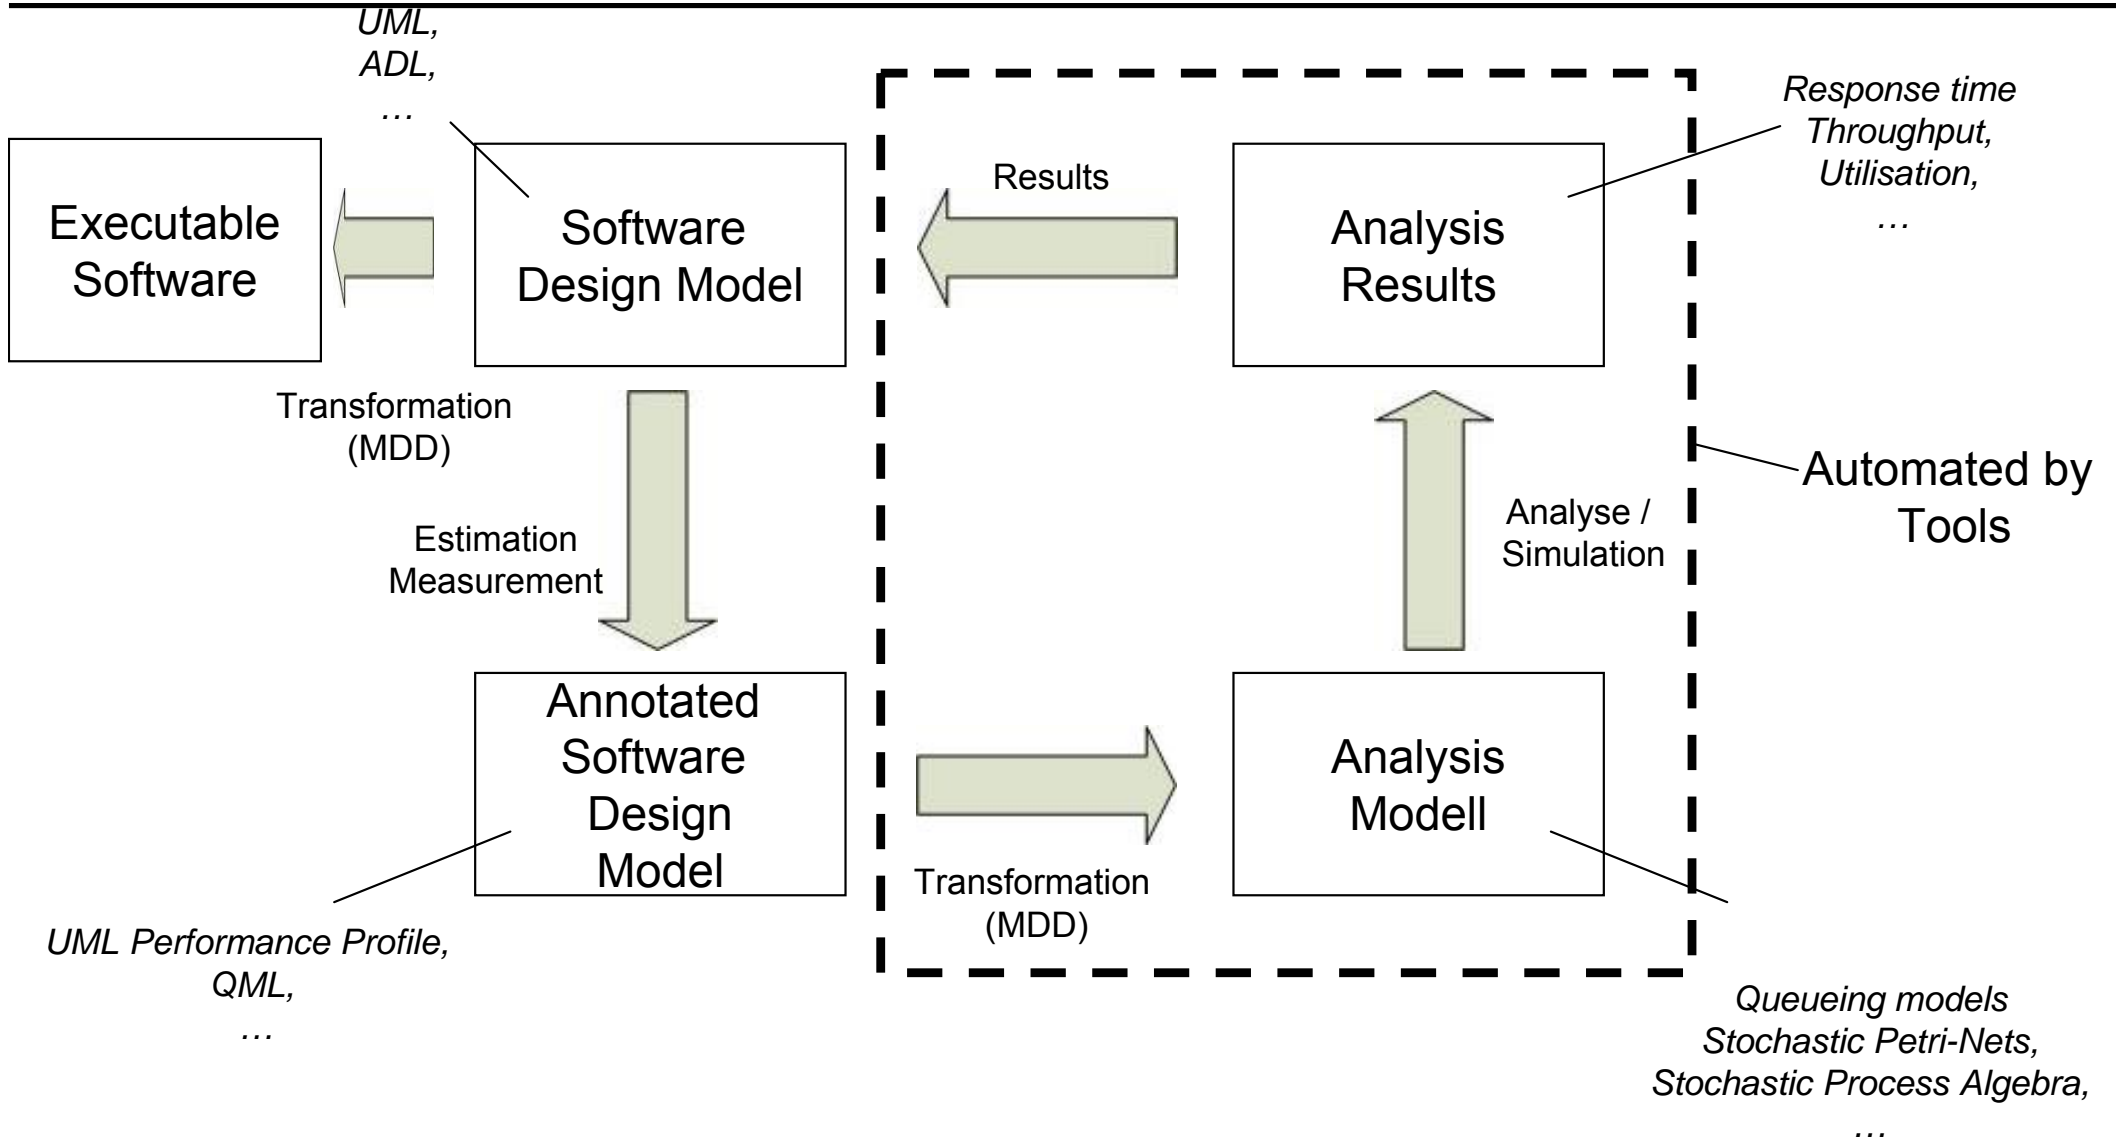 UML,
ADL,
…
Executable
Software
Software
Design Model
Results
Analysis
Results
Response time
Throughput,
Utilisation,
…
Transformation
(MDD)
Estimation
Measurement
Analyse /
Simulation
Automated by
Tools
Annotated
Software
Design
Model
Transformation
(MDD)
Analysis
Modell
UML Performance Profile,
QML,
…
Queueing models
Stochastic Petri-Nets,
Stochastic Process Algebra,
…